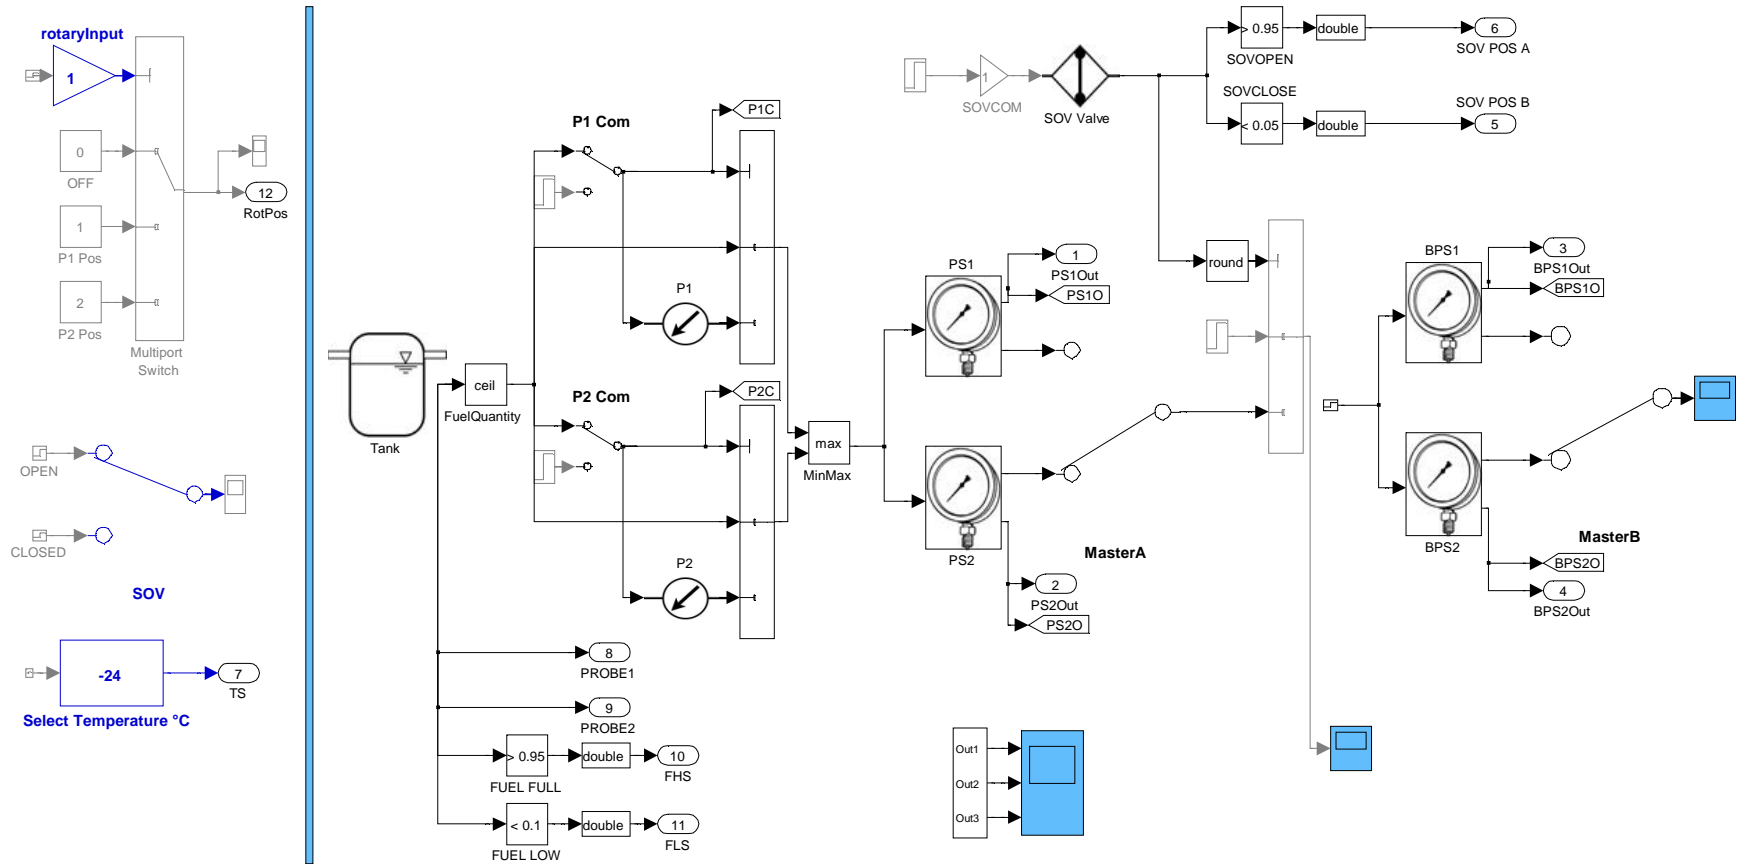 rotaryInput
1
0
OFF
12
RotPos
1
P1 Pos
2
P2 Pos
Multiport
Switch
OPEN
CLOSED
SOV
-24
7
TS
Select Temperature °C
Tank
ceil
FuelQuantity
P1 Com
P1C
P1
P2 Com
P2C
P2
max
MinMax
8
PROBE1
9
PROBE2
> 0.95
double
10
FUEL FULL
FHS
< 0.1
double
11
FUEL LOW
FLS
1
SOVCOM
SOV Valve
> 0.95
double
6
SOVOPEN
SOV POS A
SOVCLOSE
SOV POS B
< 0.05
double
5
PS1
1
PS1Out
PS1O
round
PS2
MasterA
2
PS2Out
PS2O
BPS1
3
BPS1Out
BPS1O
BPS2
MasterB
BPS2O
4
BPS2Out
Out1
Out2
Out3